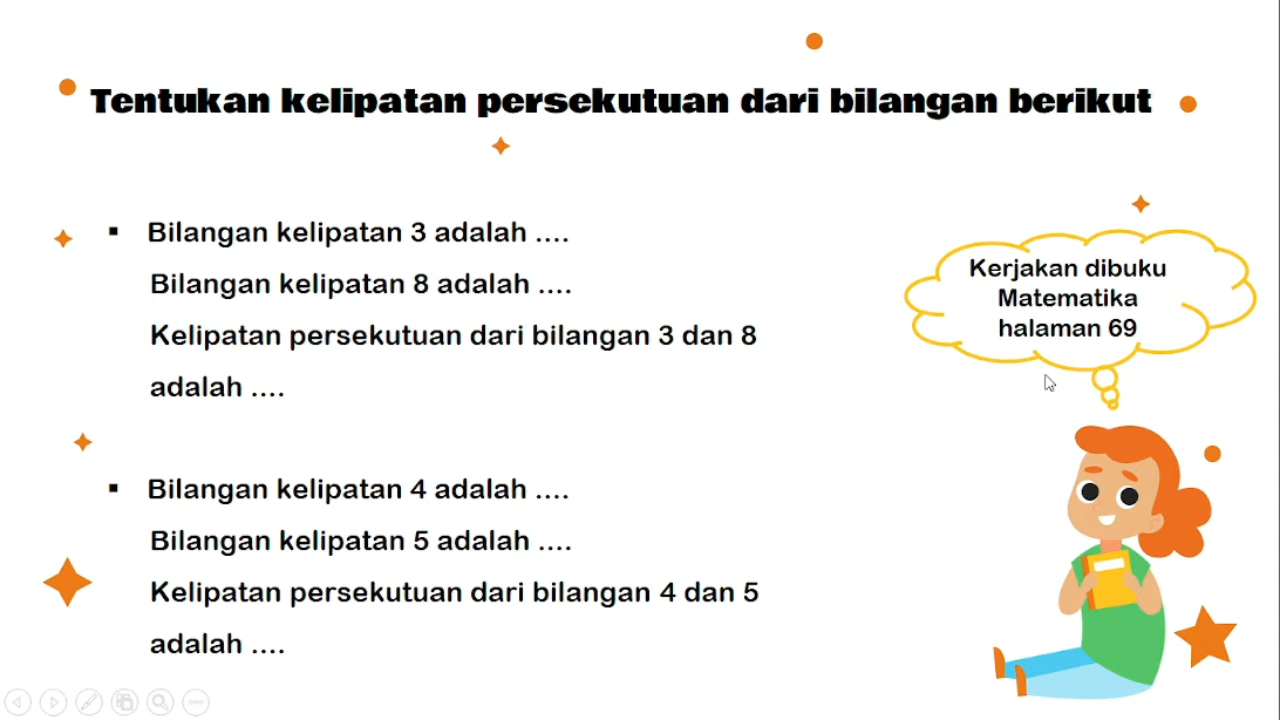 Tentukan kelipatan persekutuan dari bilangan berikut
▪ Bilangan kelipatan 3 adalah ....
Bilangan kelipatan 8 adalah ....
Kelipatan persekutuan dari bilangan 3 dan 8
adalah ....
Kerjakan dibuku
Matematika
halaman 69
▪ Bilangan kelipatan 4 adalah ....
Bilangan kelipatan 5 adalah ....
Kelipatan persekutuan dari bilangan 4 dan 5
adalah ....